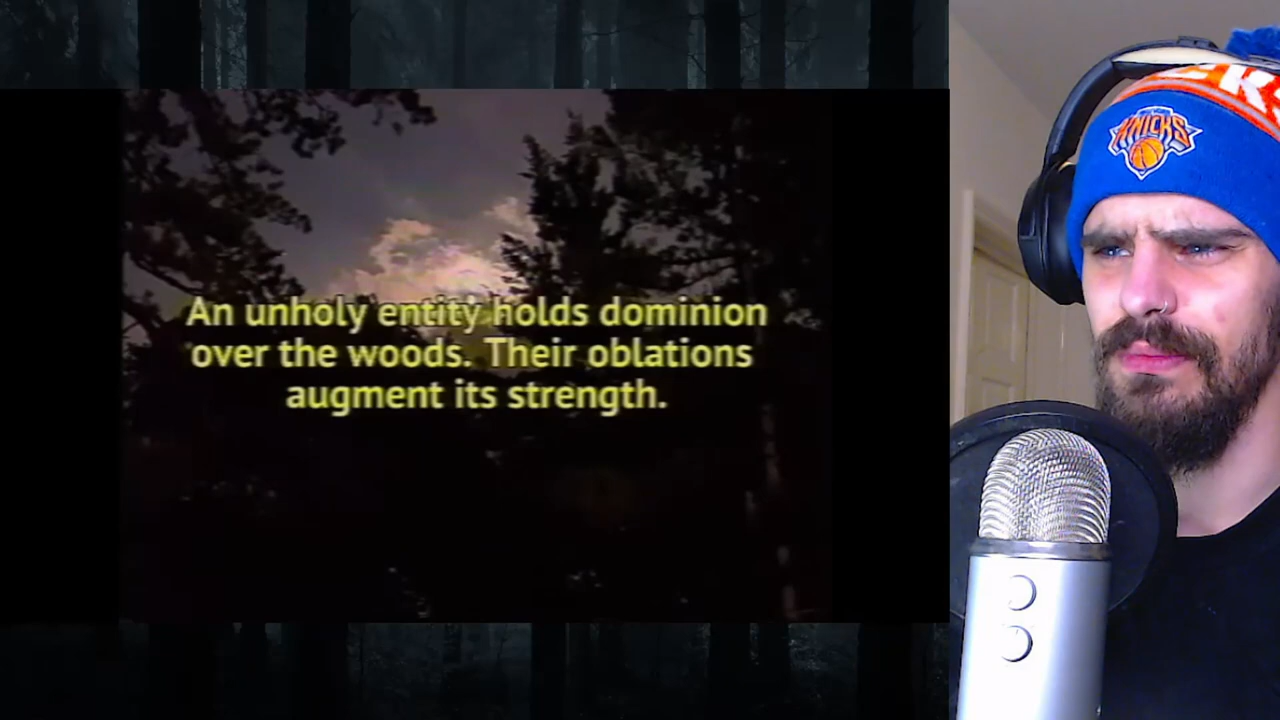 An unholy entity holds dominion
over the woods. Their oblations
augment its strength.
KNICKS